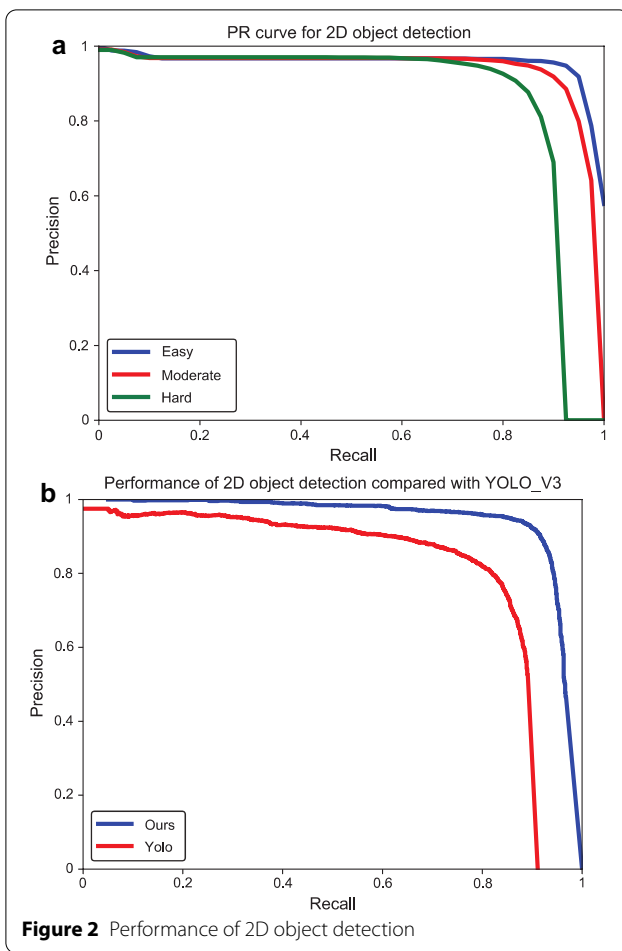 a
PR curve for 2D object detection
1
0.8
0.6
0.4
0.2
0
Precision
Easy
Moderate
Hard
0
0.2
0.4
0.6
0.8
1
Recall
b
Performance of 2D object detection compared with YOLO_V3
1
0.8
0.6
0.4
0.2
0
Precision
Ours
Yolo
0
0.2
0.4
0.6
0.8
1
Recall
Figure 2 Performance of 2D object detection